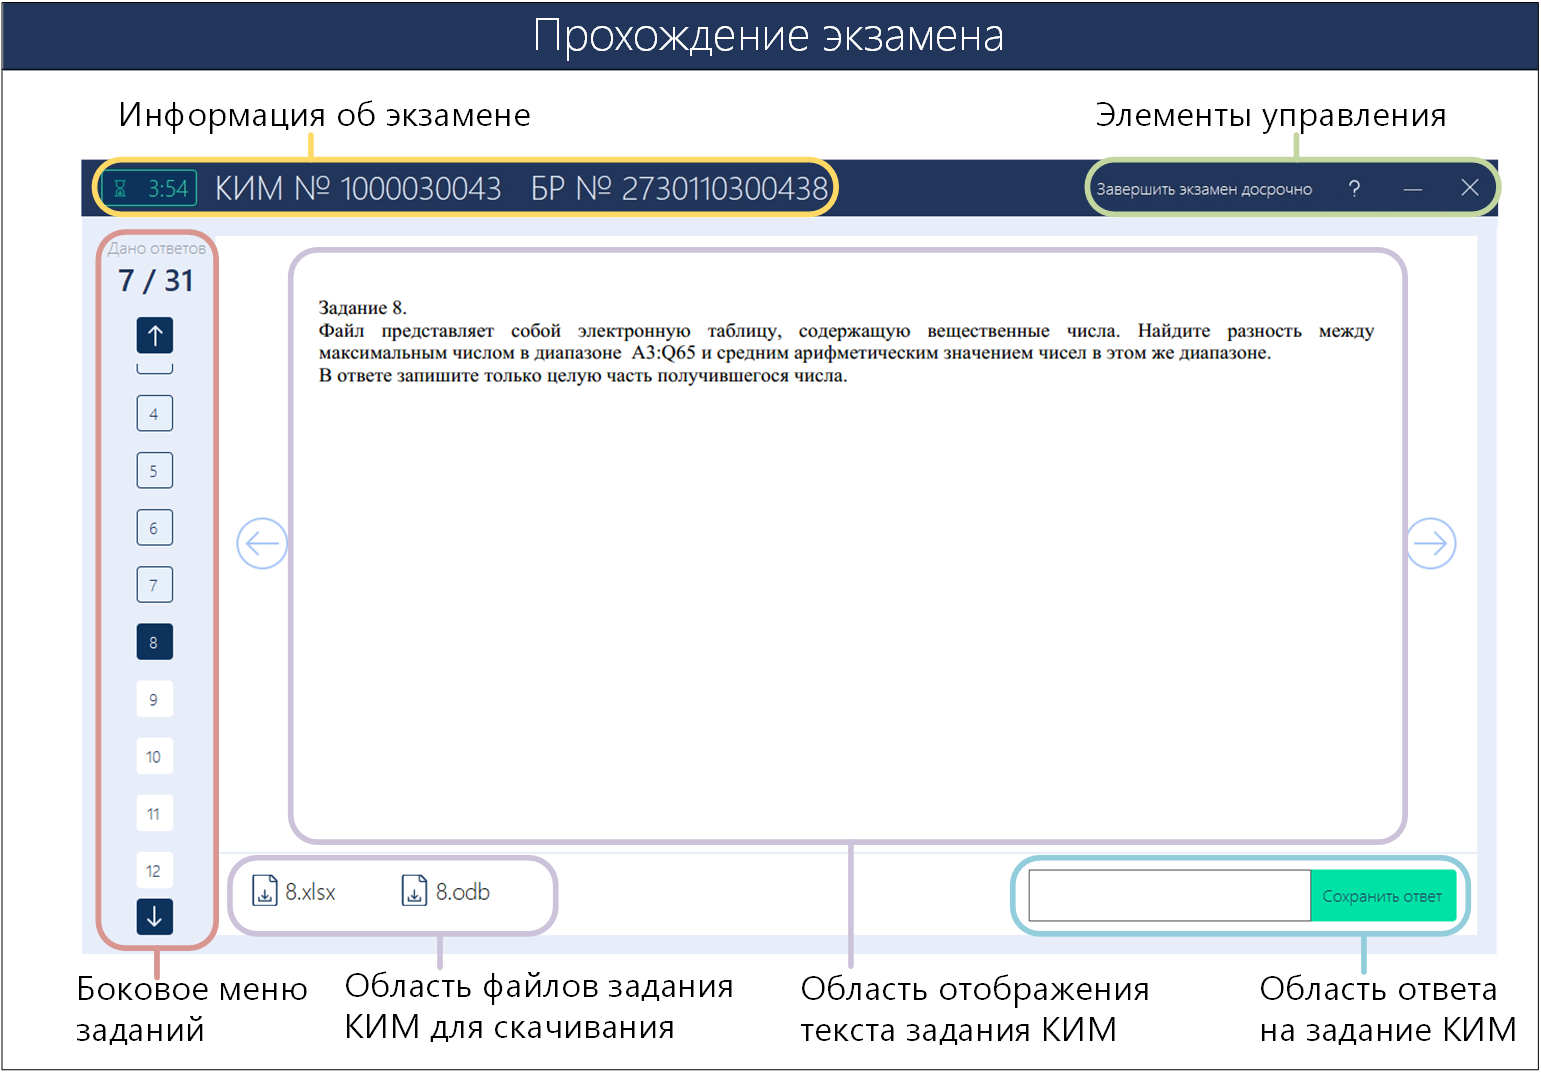 Прохождение экзамена
Информация об экзамене
Элементы управления
3:54
КИМ № 1000030043
БР № 2730110300438
Завершить экзамен досрочно
?
Дано ответов
7 / 31
Задание 8.
Файл представляет собой электронную таблицу, содержащую вещественные числа. Найдите разность между
максимальным числом в диапазоне A3:Q65 и средним арифметическим значением чисел в этом же диапазоне.
В ответе запишите только целую часть получившегося числа.
4
5
6
7
8
9
10
11
12
8.xlsx
8.odb
Сохранить ответ
Боковое меню
заданий
Область файлов задания
КИМ для скачивания
Область отображения
текста задания КИМ
Область ответа
на задание КИМ